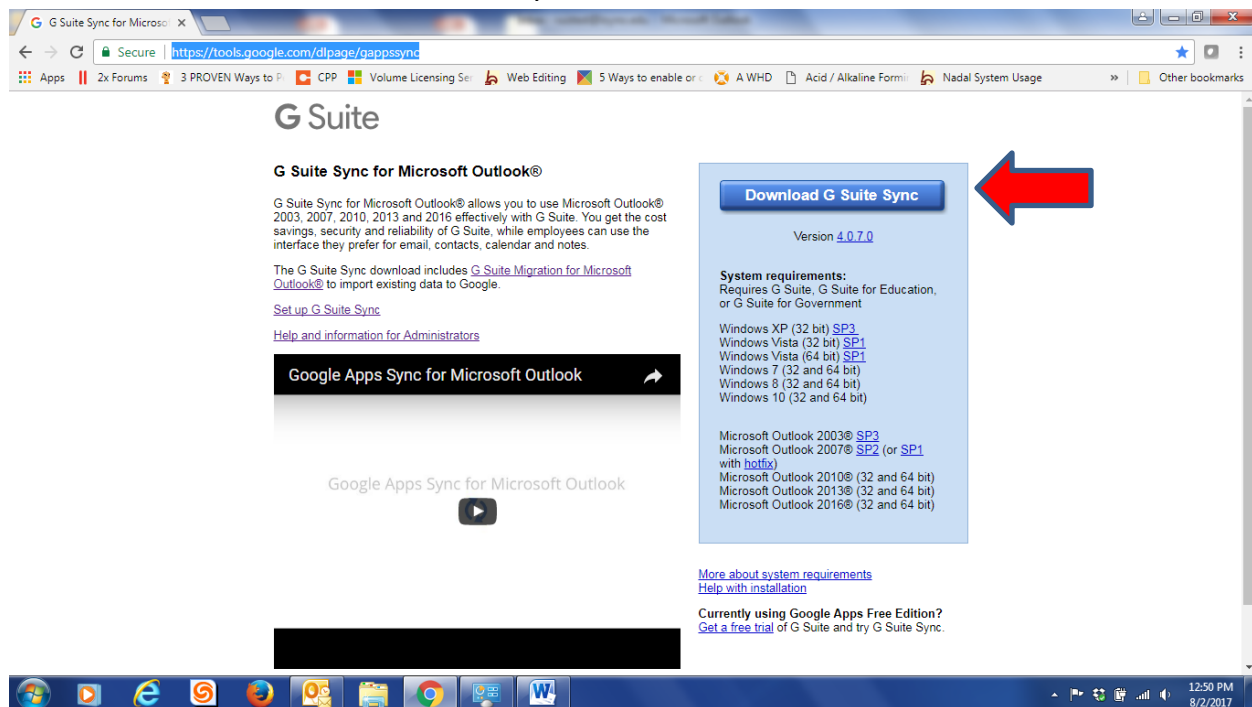 G Suite Sync for Microso
Secure | https://tools.google.com/dlpage/gappssync
Apps 2x Forums 3 PROVEN Ways to P CPP Volume Licensing Ser Web Editing 5 Ways to enable or A WHD Acid / Alkaline Formi Nadal System Usage » Other bookmarks
G Suite
G Suite Sync for Microsoft Outlook®
G Suite Sync for Microsoft Outlook® allows you to use Microsoft Outlook®
2003, 2007, 2010, 2013 and 2016 effectively with G Suite. You get the cost
savings, security and reliability of G Suite, while employees can use the
interface they prefer for email, contacts, calendar and notes.
The G Suite Sync download includes G Suite Migration for Microsoft
Outlook® to import existing data to Google.
Set up G Suite Sync
Help and information for Administrators
Google Apps Sync for Microsoft Outlook
Google Apps Sync for Microsoft Outlook
Download G Suite Sync
Version 4.0.7.0
System requirements:
Requires G Suite, G Suite for Education,
or G Suite for Government
Windows XP (32 bit) SP3
Windows Vista (32 bit) SP1
Windows Vista (64 bit) SP1
Windows 7 (32 and 64 bit)
Windows 8 (32 and 64 bit)
Windows 10 (32 and 64 bit)
Microsoft Outlook 2003® SP3
Microsoft Outlook 2007® SP2 (or SP1
with hotfix)
Microsoft Outlook 2010® (32 and 64 bit)
Microsoft Outlook 2013® (32 and 64 bit)
Microsoft Outlook 2016® (32 and 64 bit)
More about system requirements
Help with installation
Currently using Google Apps Free Edition?
Get a free trial of G Suite and try G Suite Sync.
12:50 PM
8/2/2017